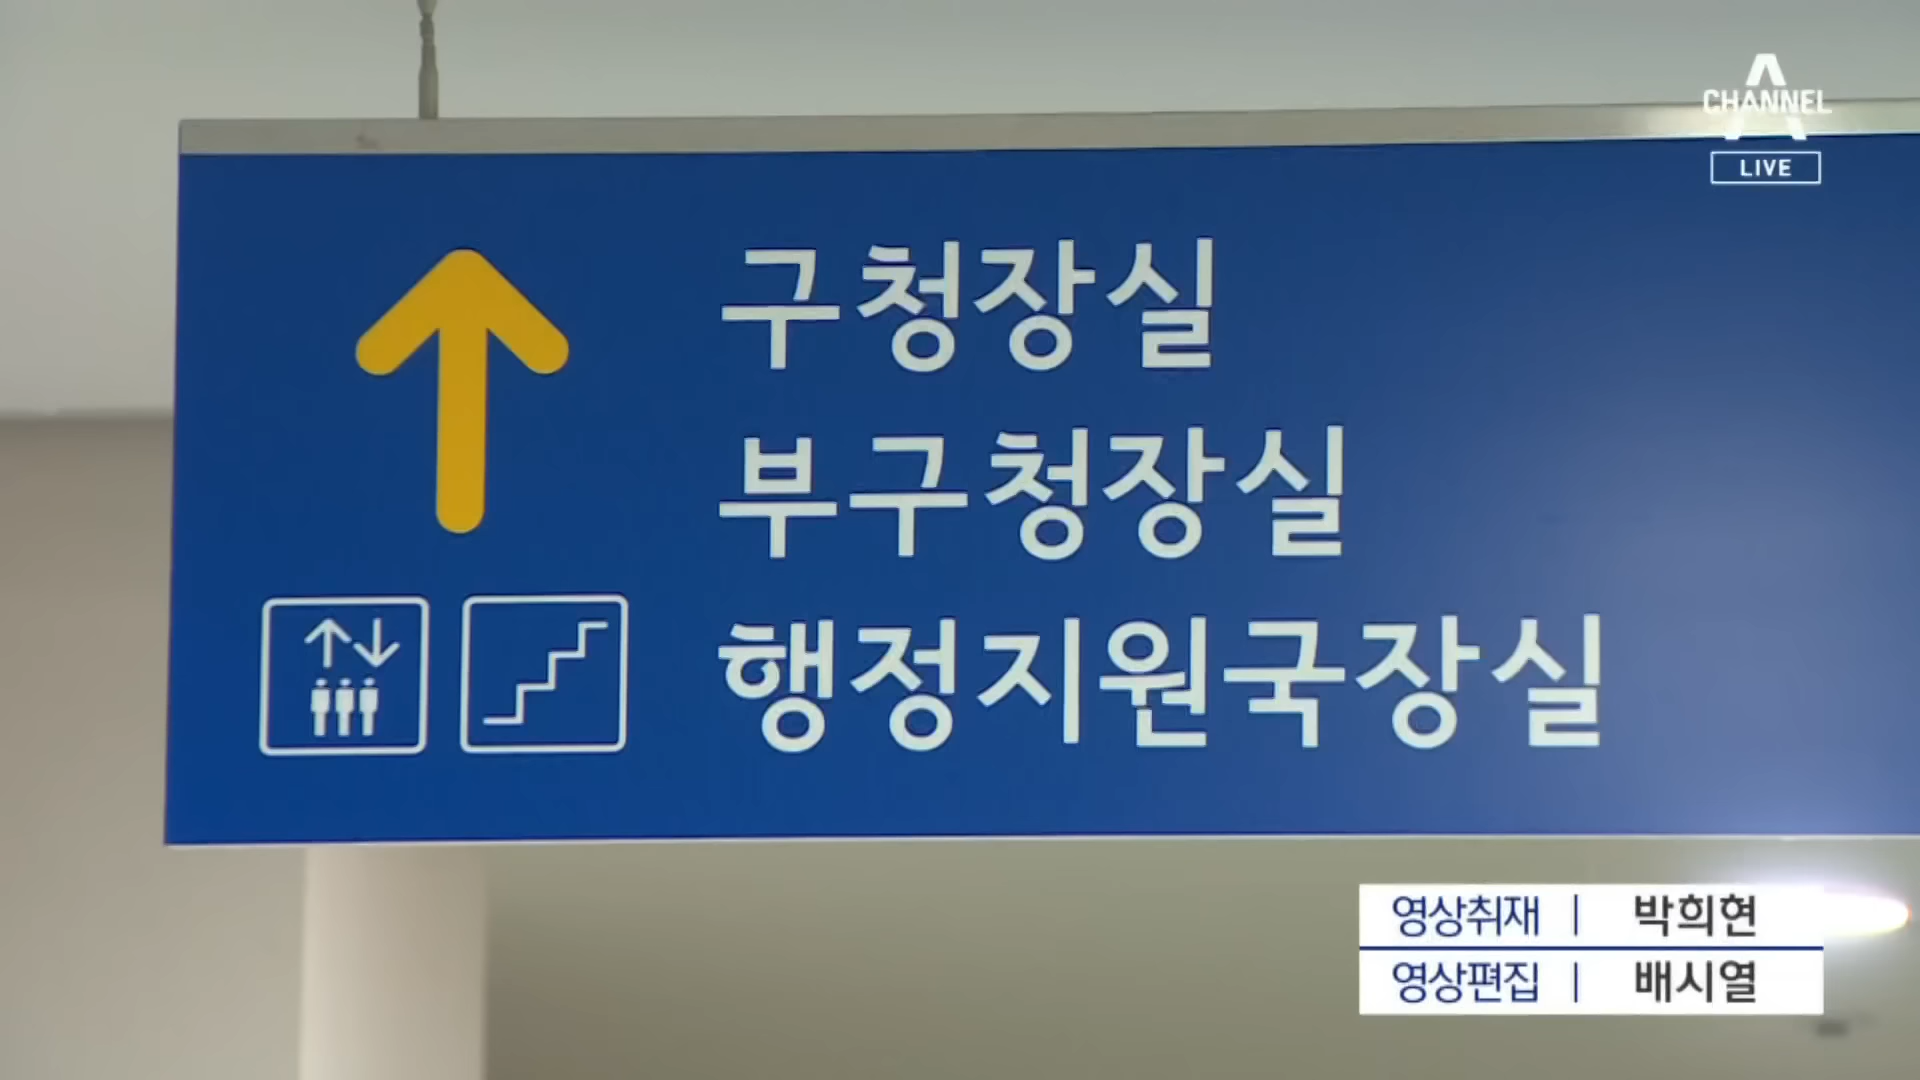 CHANNEL A
LIVE
구청장실
부구청장실
행정지원국장실
영상취재 | 박희현
영상편집 | 배시열